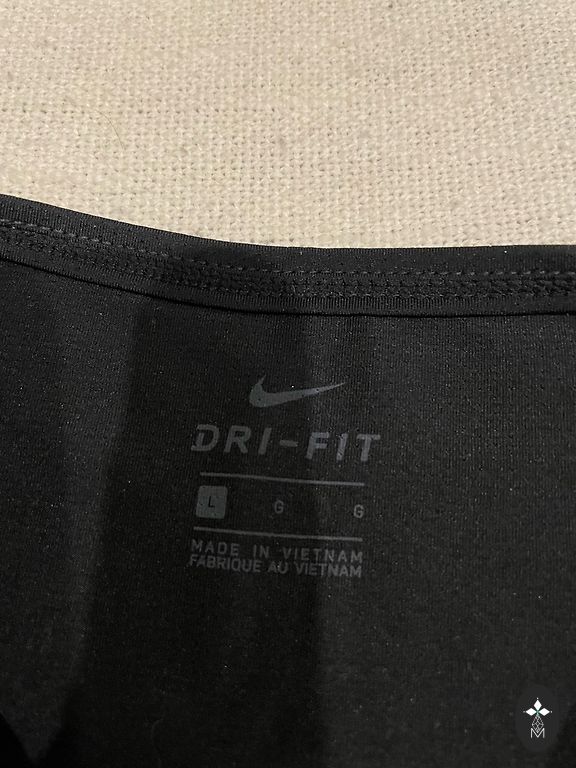 DRI-FIT
L G G
MADE IN VIETNAM
FABRIQUE AU VIETNAM
M